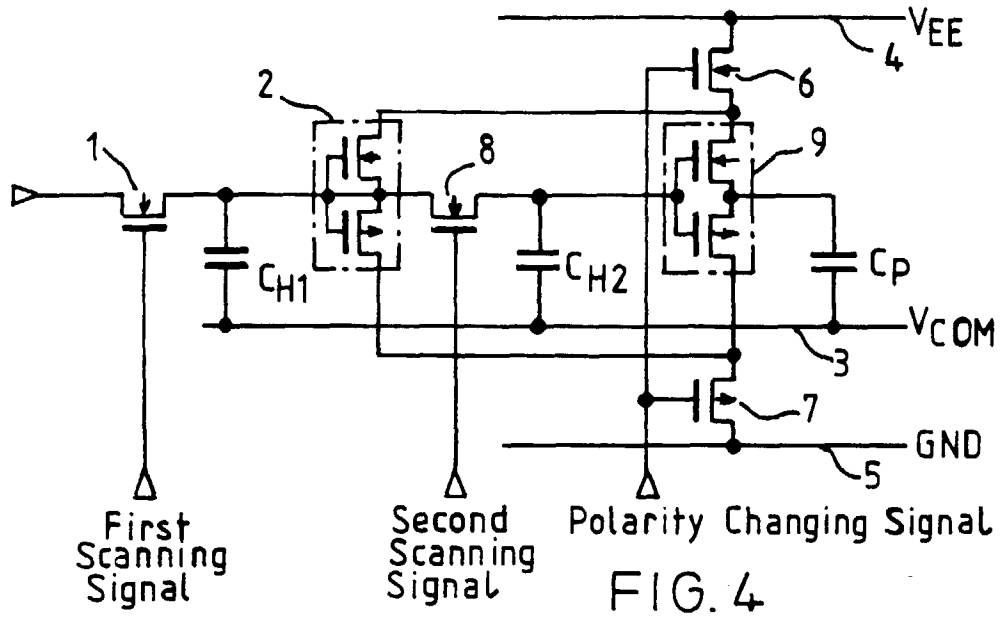 VEE
4
6
2
1
8
9
CH1
CH2
CP
VCOM
3
7
GND
5
First
Scanning
Signal
Second
Scanning
Signal
Polarity Changing Signal
FIG. 4